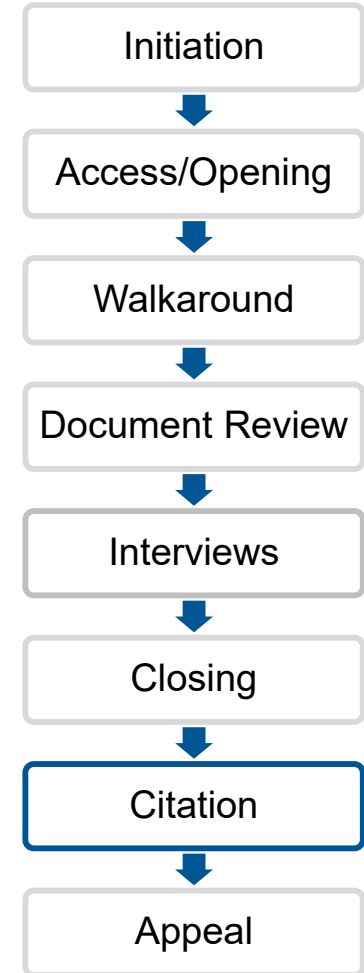 Initiation
Access/Opening
Walkaround
Document Review
Interviews
Closing
Citation
Appeal